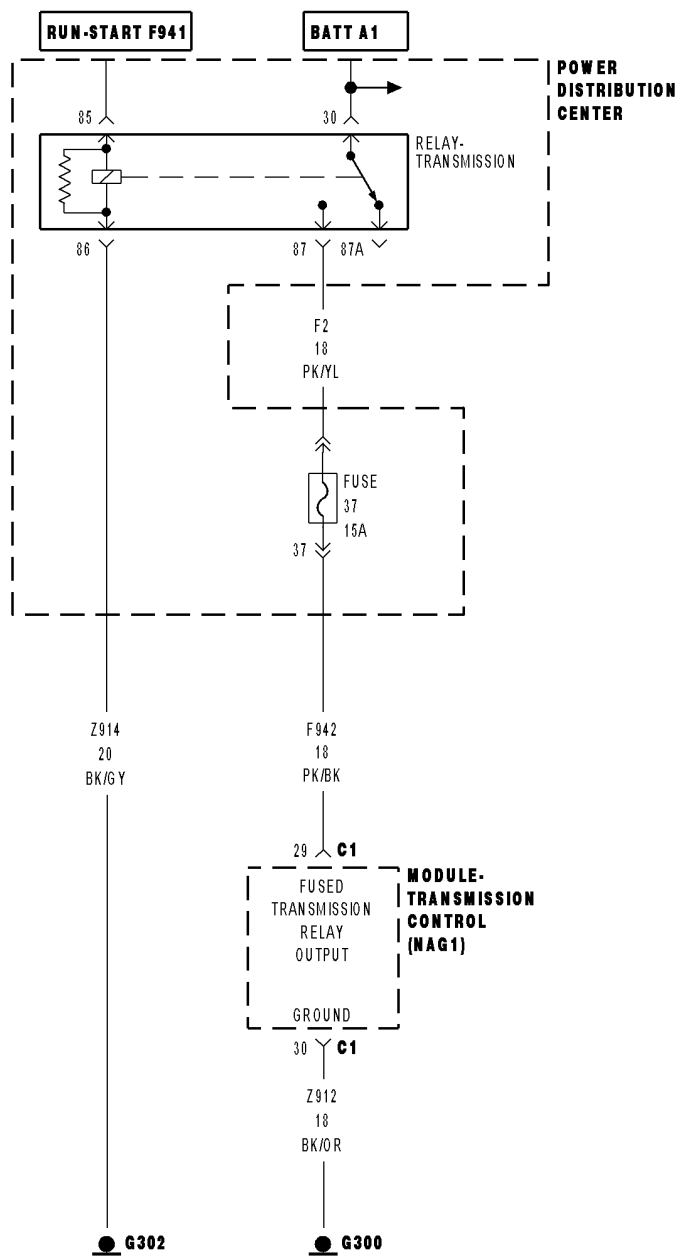 RUN-START F941
BATT A1
POWER
DISTRIBUTION
CENTER
85
30
RELAY-
TRANSMISSION
86
87
87A
F2
18
PK/YL
FUSE
37
15A
37
Z914
20
BK/GY
F942
18
PK/BK
29
C1
FUSED
TRANSMISSION
RELAY
OUTPUT
GROUND
MODULE-
TRANSMISSION
CONTROL
(NAG1)
30
C1
Z912
18
BK/OR
G302
G300